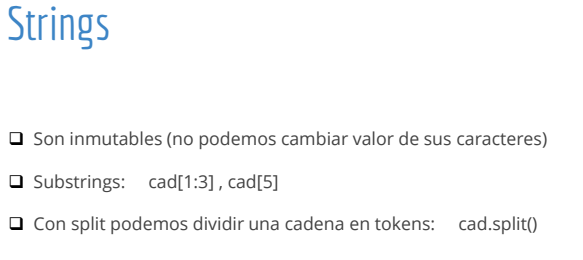 Strings
❑ Son inmutables (no podemos cambiar valor de sus caracteres)
❑ Substrings: cad[1:3] , cad[5]
❑ Con split podemos dividir una cadena en tokens: cad.split()